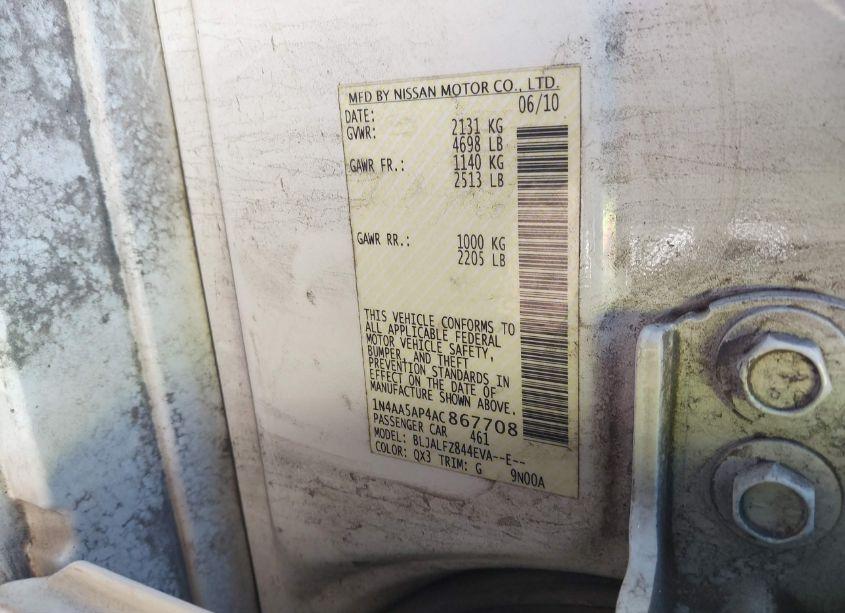 MFD BY NISSAN MOTOR CO., LTD.
DATE: 06/10
GVWR: 2131 KG
4698 LB
GAWR FR.: 1140 KG
2513 LB
GAWR RR.: 1000 KG
2205 LB
THIS VEHICLE CONFORMS TO
ALL APPLICABLE FEDERAL
MOTOR VEHICLE SAFETY,
BUMPER, AND THEFT
PREVENTION STANDARDS IN
EFFECT ON THE DATE OF
MANUFACTURE SHOWN ABOVE.
1N4AA5AP4AC867708
PASSENGER CAR 461
MODEL: BLJALFZ844EVA--E--
COLOR: QX3 TRIM: G 9N00A